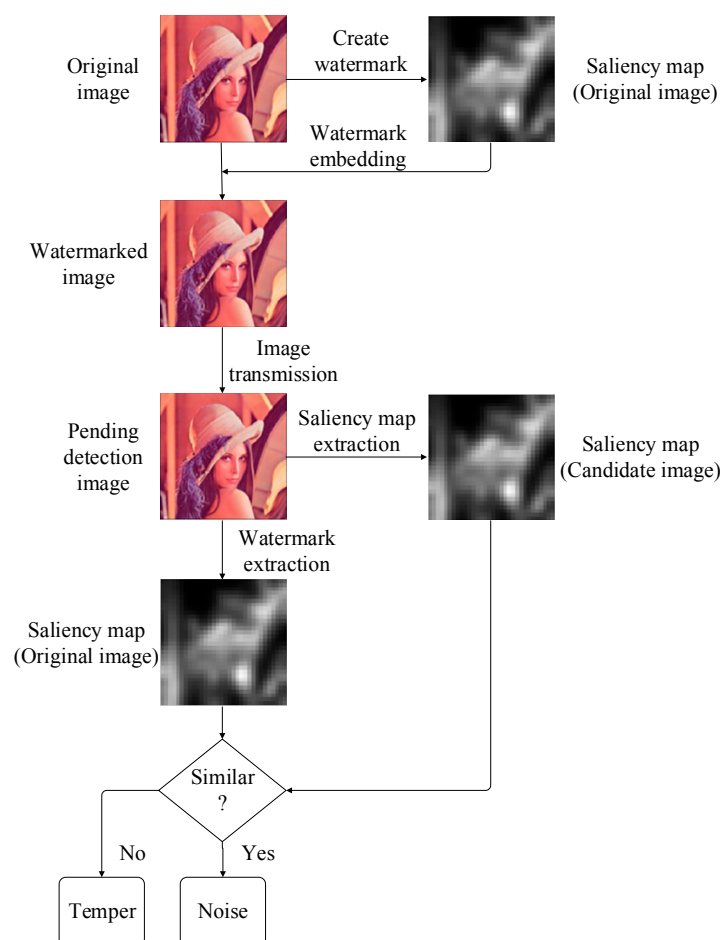 Original
image
Create
watermark
Saliency map
(Original image)
Watermark
embedding
Watermarked
image
Image
transmission
Pending
detection
image
Saliency map
extraction
Saliency map
(Candidate image)
Watermark
extraction
Saliency map
(Original image)
Similar
?
No
Yes
Temper
Noise